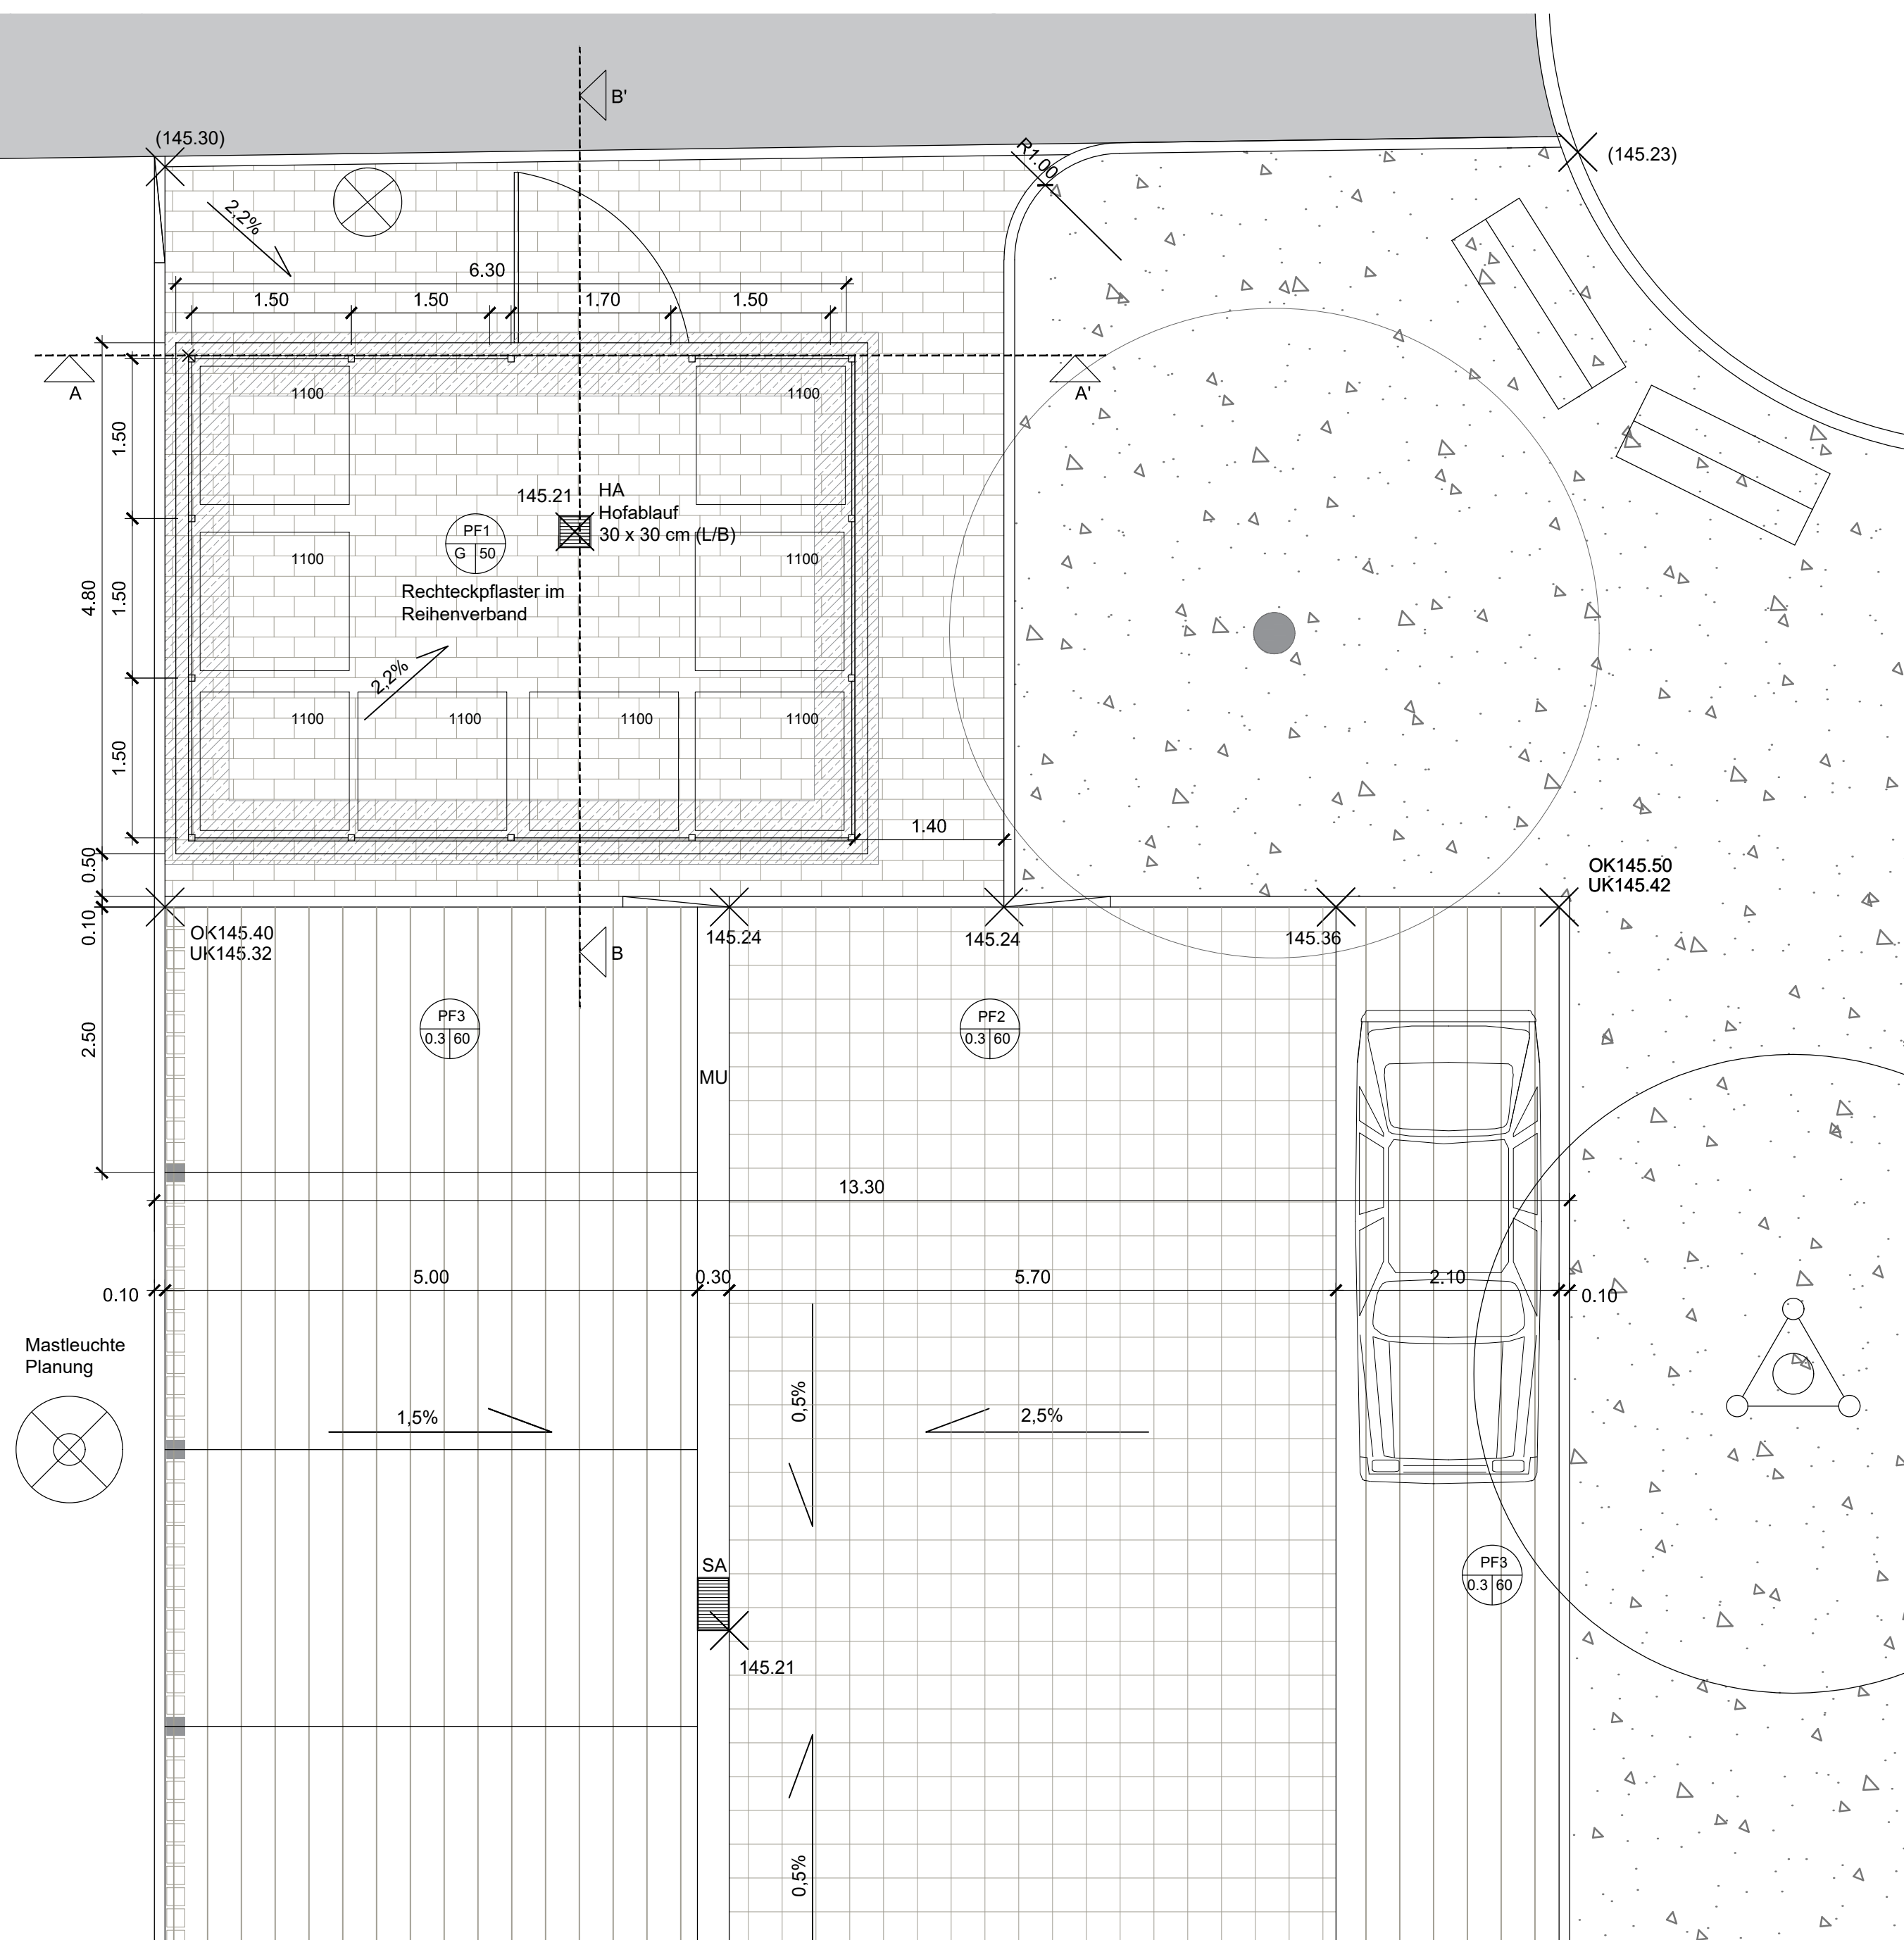 B'
(145.30)
(145.23)
R1.00
2,2%
6.30
1.50
1.50
1.70
1.50
A
A'
1100
1100
1.50
145.21
HA
Hofablauf
30 x 30 cm (L/B)
PF1
G 50
1100
1100
Rechteckpflaster im
Reihenverband
4.80
1.50
2,2%
1100
1100
1100
1100
1.50
1.40
0.50
OK145.50
UK145.42
0.10
OK145.40
UK145.32
B
145.24
145.24
145.36
PF3
0.3 60
PF2
0.3 60
2.50
MU
13.30
5.00
0.30
5.70
2.10
0.10
0.10
Mastleuchte
Planung
1,5%
0,5%
2,5%
SA
PF3
0.3 60
145.21
0,5%